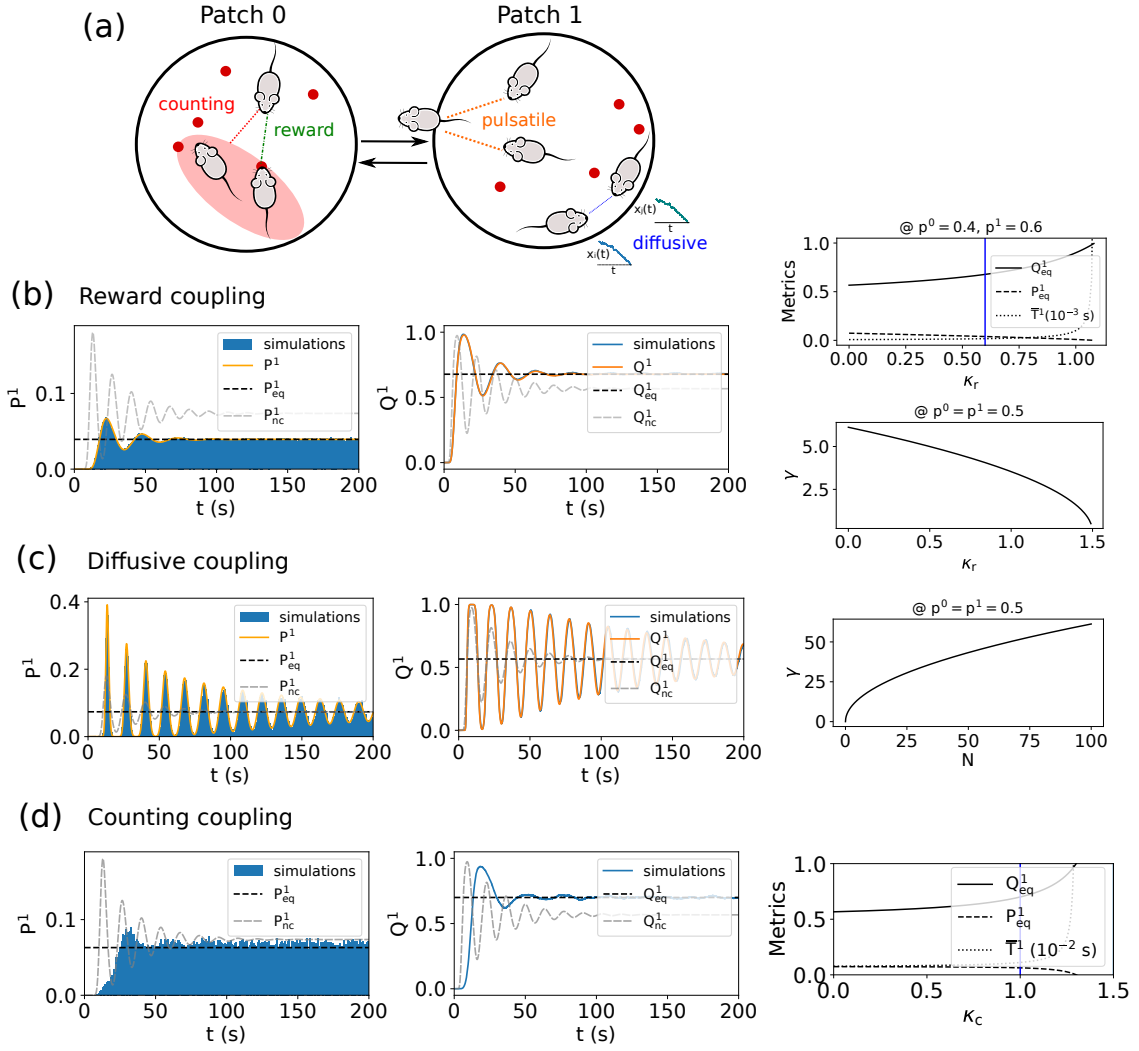 (a)
Patch 0
Patch 1
counting
reward
pulsatile
diffusive
xⱼ(t)
t
xᵢ(t)
t
(b) Reward coupling
P¹
0.1
0.0
0 50 100 150 200
t (s)
simulations
P¹
P¹eq
P¹nc
Q¹
1.0
0.5
0.0
0 50 100 150 200
t (s)
simulations
Q¹
Q¹eq
Q¹nc
@ p⁰ = 0.4, p¹ = 0.6
Metrics
1.0
0.5
0.0
0.00 0.25 0.50 0.75 1.00
κr
Q¹eq
P¹eq
T̅¹(10⁻³ s)
@ p⁰ = p¹ = 0.5
γ
5.0
2.5
0.0 0.5 1.0 1.5
κr
(c) Diffusive coupling
P¹
0.4
0.2
0.0
0 50 100 150 200
t (s)
simulations
P¹
P¹eq
P¹nc
Q¹
1.0
0.5
0.0
0 50 100 150 200
t (s)
simulations
Q¹
Q¹eq
Q¹nc
@ p⁰ = p¹ = 0.5
γ
50
25
0
0 25 50 75 100
N
(d) Counting coupling
P¹
0.1
0.0
0 50 100 150 200
t (s)
simulations
P¹eq
P¹nc
Q¹
1.0
0.5
0.0
0 50 100 150 200
t (s)
simulations
Q¹eq
Q¹nc
Metrics
1.0
0.5
0.0
0.0 0.5 1.0 1.5
κc
Q¹eq
P¹eq
T̅¹ (10⁻² s)